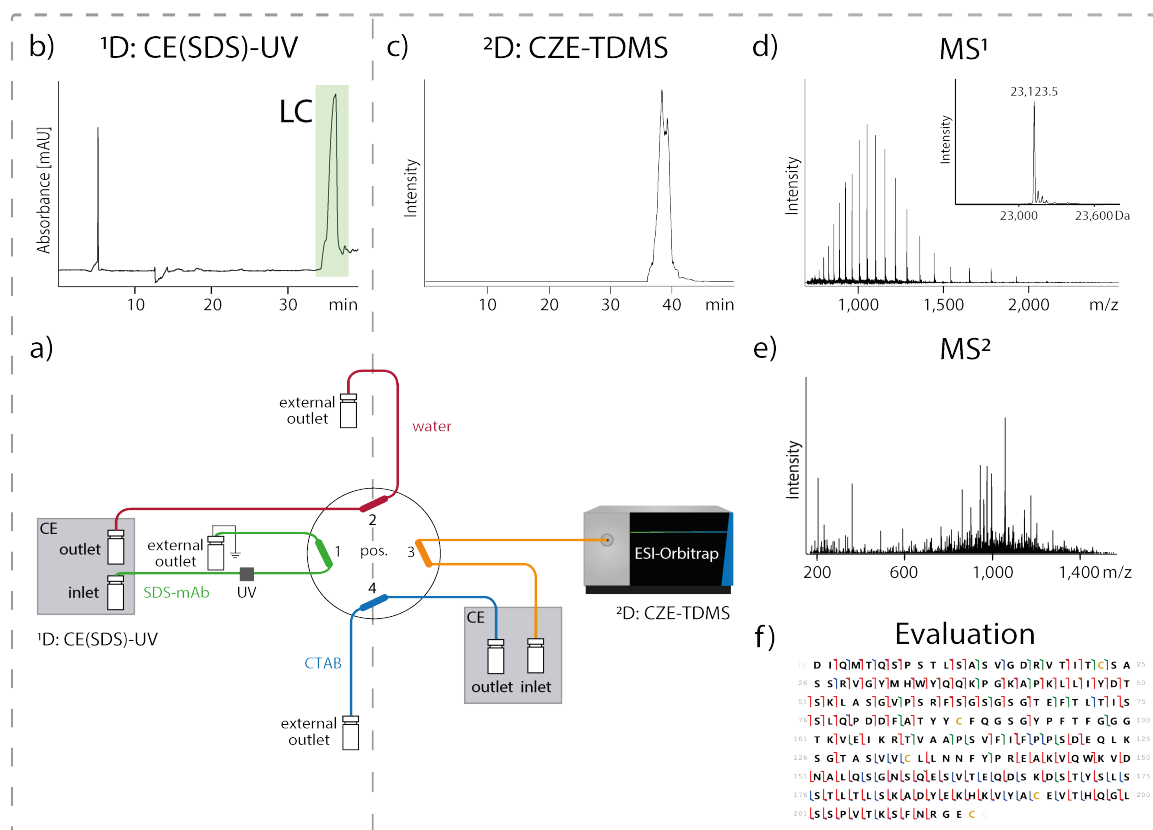 b)
¹D: CE(SDS)-UV
LC
Absorbance [mAU]
10 20 30 min
c)
²D: CZE-TDMS
Intensity
10 20 30 40 min
d)
MS¹
Intensity
1,000 1,500 2,000 m/z
23,123.5
Intensity
23,000 23,600 Da
a)
external
outlet
water
CE
outlet
inlet
external
outlet
SDS-mAb
UV
1
2
3
4
pos.
CTAB
external
outlet
CE
outlet inlet
ESI-Orbitrap
¹D: CE(SDS)-UV
²D: CZE-TDMS
e)
MS²
Intensity
200 600 1,000 1,400 m/z
f)
Evaluation
N D I Q M T Q S P S T L S A S V G D R V T I T C S A 25
26 S S R V G Y M H W Y Q Q K P G K A P K L L I Y D T 50
51 S K L A S G V P S R F S G S G S G T E F T L T I S 75
76 S L Q P D D F A T Y Y C F Q G S G Y P F T F G G G 100
101 T K V E I K R T V A A P S V F I F P P S D E Q L K 125
126 S G T A S V V C L L N N F Y P R E A K V Q W K V D 150
151 N A L Q S G N S Q E S V T E Q D S K D S T Y S L S 175
176 S T L T L S K A D Y E K H K V Y A C E V T H Q G L 200
201 S S P V T K S F N R G E C C